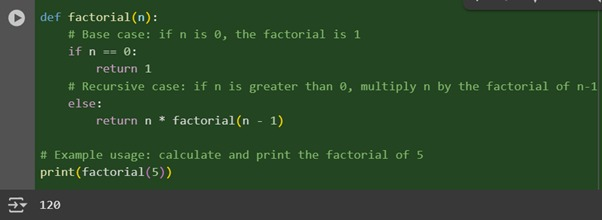 def factorial(n):
    # Base case: if n is 0, the factorial is 1
    if n == 0:
        return 1
    # Recursive case: if n is greater than 0, multiply n by the factorial of n-1
    else:
        return n * factorial(n - 1)

# Example usage: calculate and print the factorial of 5
print(factorial(5))
120